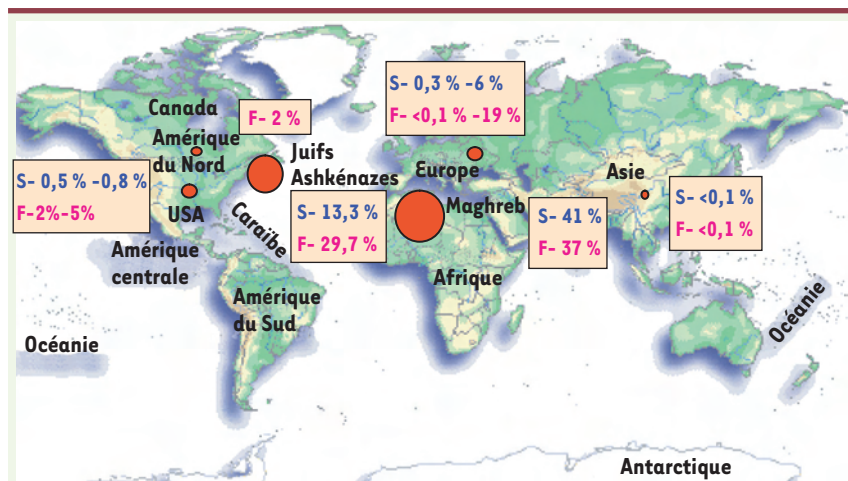 Canada
Amérique
du Nord
F- 2 %
Juifs
Ashkénazes
S- 0,3 % -6 %
F- <0,1 % -19 %
Europe
Asie
S- 0,5 % -0,8 %
F-2%-5%
USA
Caraïbe
S- 13,3 %
F- 29,7 %
Maghreb
S- 41 %
F- 37 %
S- <0,1 %
F- <0,1 %
Amérique
centrale
Afrique
Amérique
du Sud
Océanie
Océanie
Antarctique